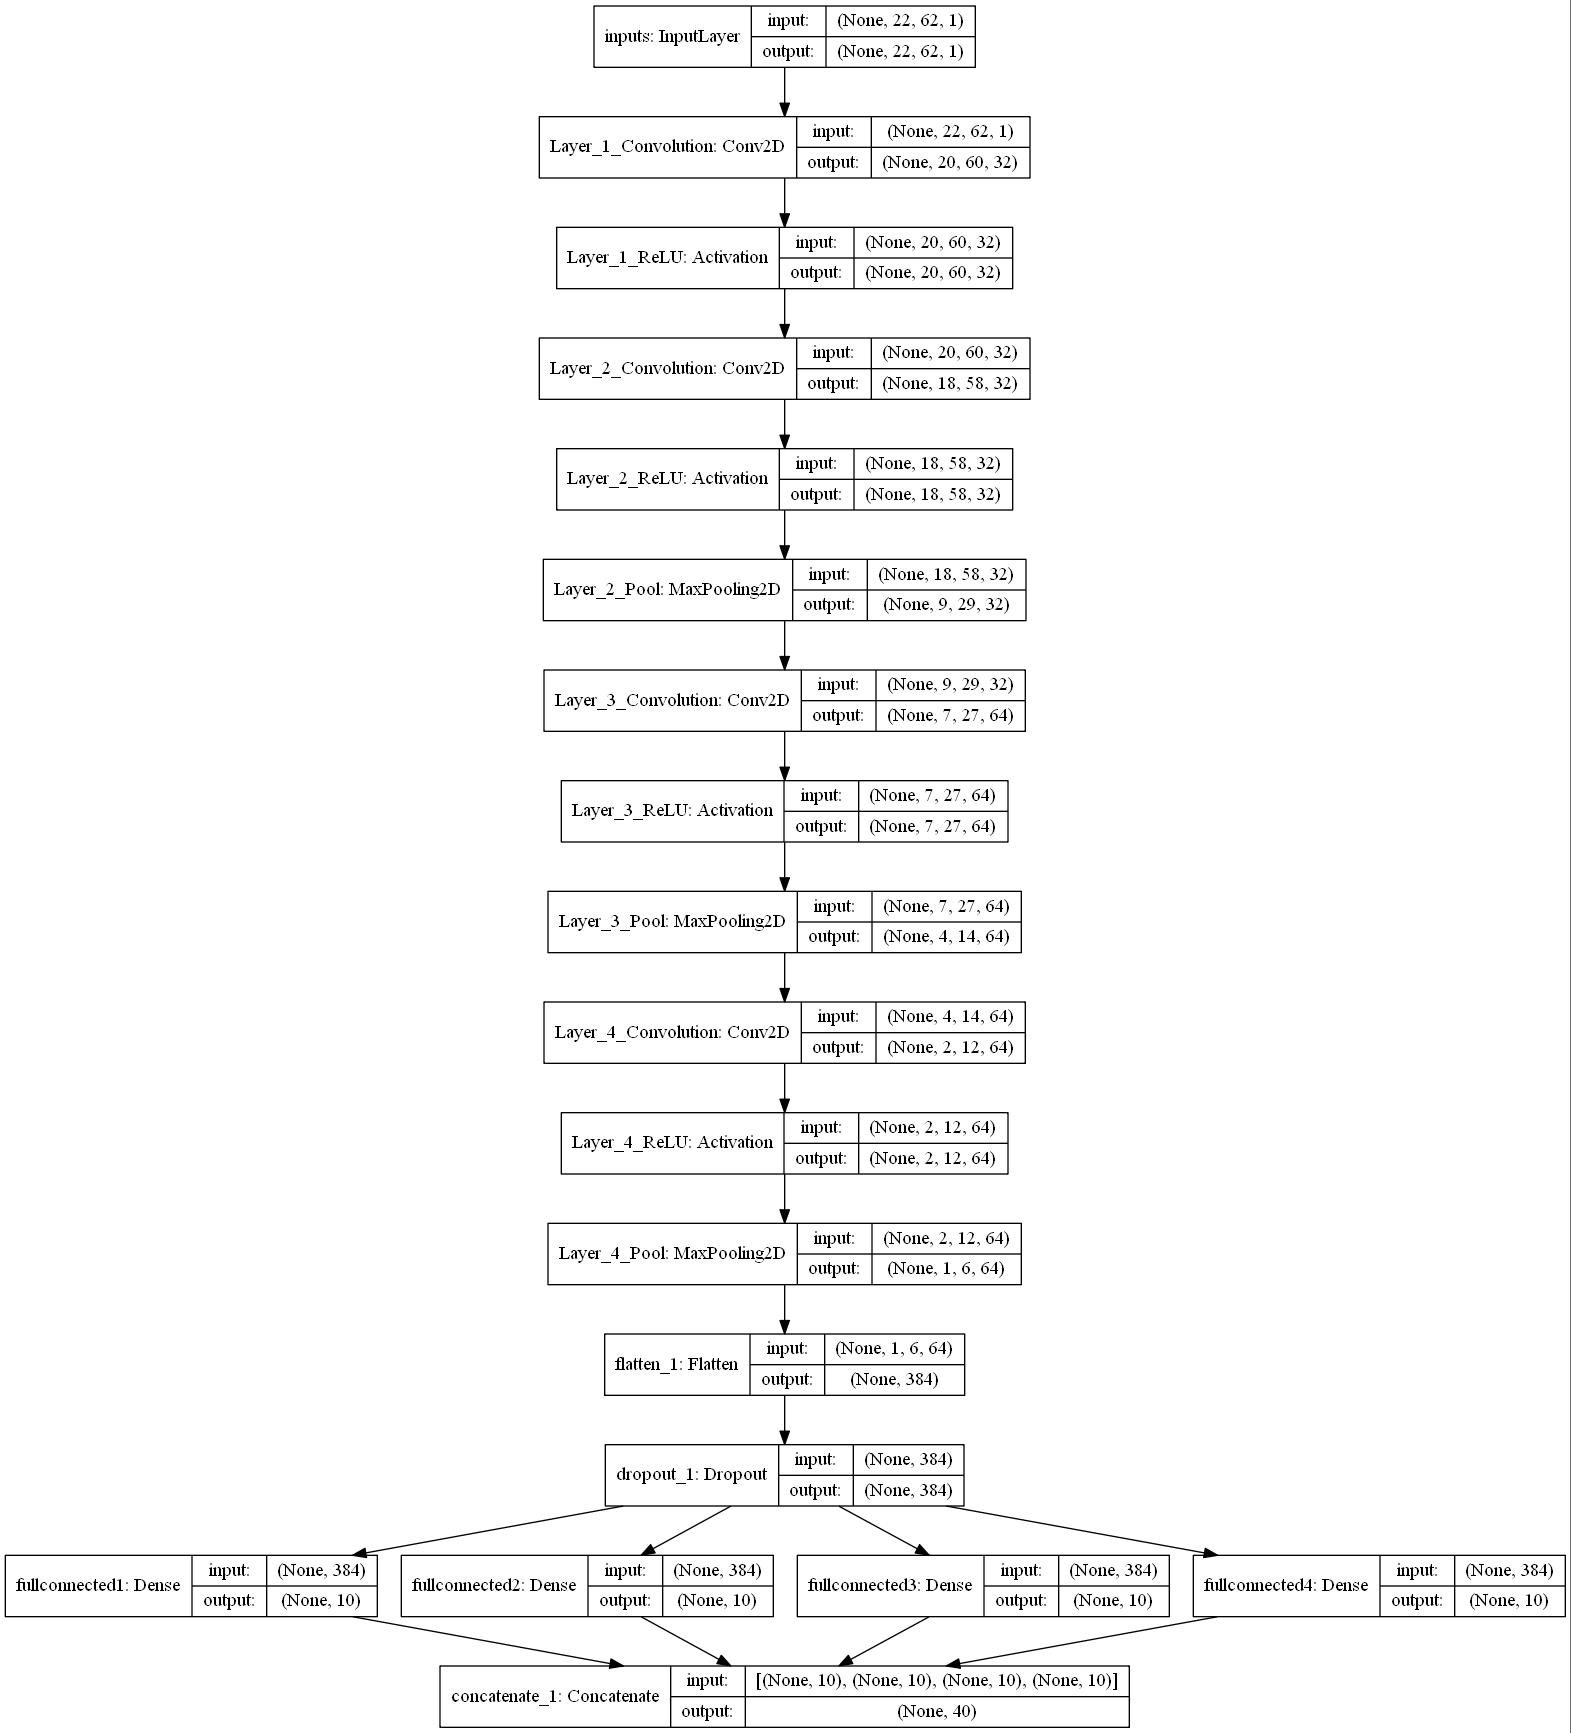 inputs: InputLayer
input: (None, 22, 62, 1)
output: (None, 22, 62, 1)
Layer_1_Convolution: Conv2D
input: (None, 22, 62, 1)
output: (None, 20, 60, 32)
Layer_1_ReLU: Activation
input: (None, 20, 60, 32)
output: (None, 20, 60, 32)
Layer_2_Convolution: Conv2D
input: (None, 20, 60, 32)
output: (None, 18, 58, 32)
Layer_2_ReLU: Activation
input: (None, 18, 58, 32)
output: (None, 18, 58, 32)
Layer_2_Pool: MaxPooling2D
input: (None, 18, 58, 32)
output: (None, 9, 29, 32)
Layer_3_Convolution: Conv2D
input: (None, 9, 29, 32)
output: (None, 7, 27, 64)
Layer_3_ReLU: Activation
input: (None, 7, 27, 64)
output: (None, 7, 27, 64)
Layer_3_Pool: MaxPooling2D
input: (None, 7, 27, 64)
output: (None, 4, 14, 64)
Layer_4_Convolution: Conv2D
input: (None, 4, 14, 64)
output: (None, 2, 12, 64)
Layer_4_ReLU: Activation
input: (None, 2, 12, 64)
output: (None, 2, 12, 64)
Layer_4_Pool: MaxPooling2D
input: (None, 2, 12, 64)
output: (None, 1, 6, 64)
flatten_1: Flatten
input: (None, 1, 6, 64)
output: (None, 384)
dropout_1: Dropout
input: (None, 384)
output: (None, 384)
fullconnected1: Dense
input: (None, 384)
output: (None, 10)
fullconnected2: Dense
input: (None, 384)
output: (None, 10)
fullconnected3: Dense
input: (None, 384)
output: (None, 10)
fullconnected4: Dense
input: (None, 384)
output: (None, 10)
concatenate_1: Concatenate
input: [(None, 10), (None, 10), (None, 10), (None, 10)]
output: (None, 40)